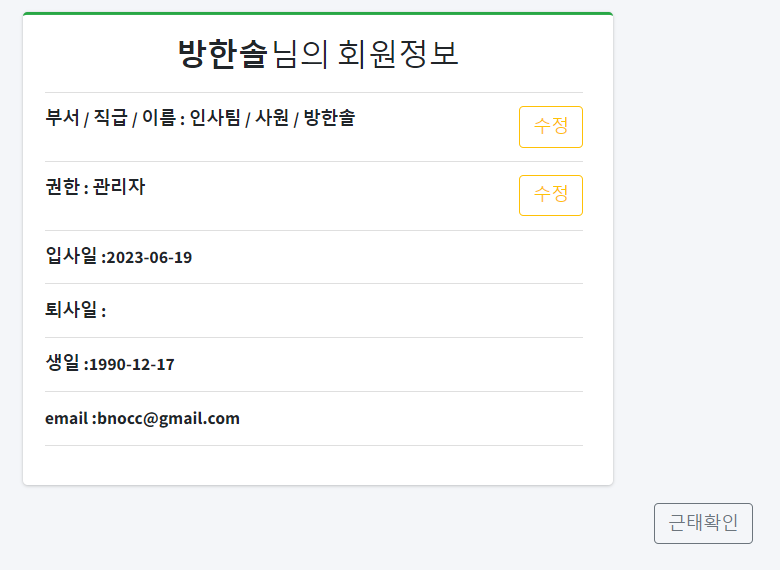 방한솔님의 회원정보
부서 / 직급 / 이름 : 인사팀 / 사원 / 방한솔
수정
권한 : 관리자
수정
입사일 :2023-06-19
퇴사일 :
생일 :1990-12-17
email :bnocc@gmail.com
근태확인